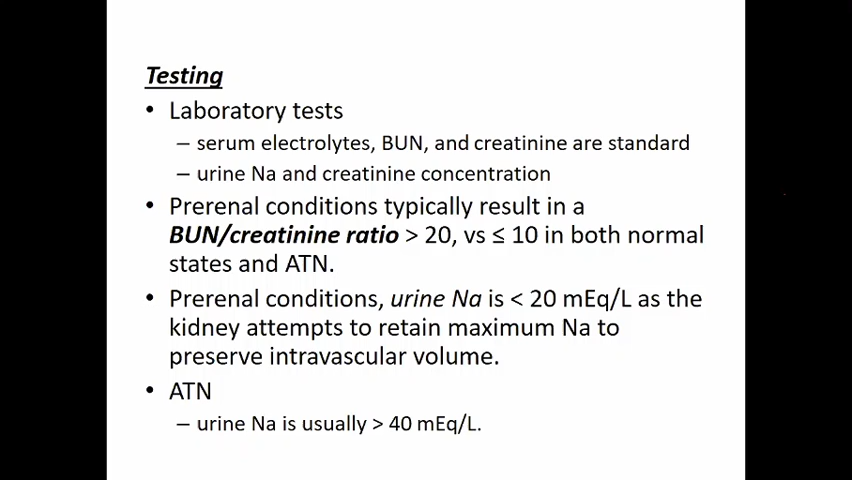 Testing
• Laboratory tests
– serum electrolytes, BUN, and creatinine are standard
– urine Na and creatinine concentration
• Prerenal conditions typically result in a
BUN/creatinine ratio > 20, vs ≤ 10 in both normal
states and ATN.
• Prerenal conditions, urine Na is < 20 mEq/L as the
kidney attempts to retain maximum Na to
preserve intravascular volume.
• ATN
– urine Na is usually > 40 mEq/L.